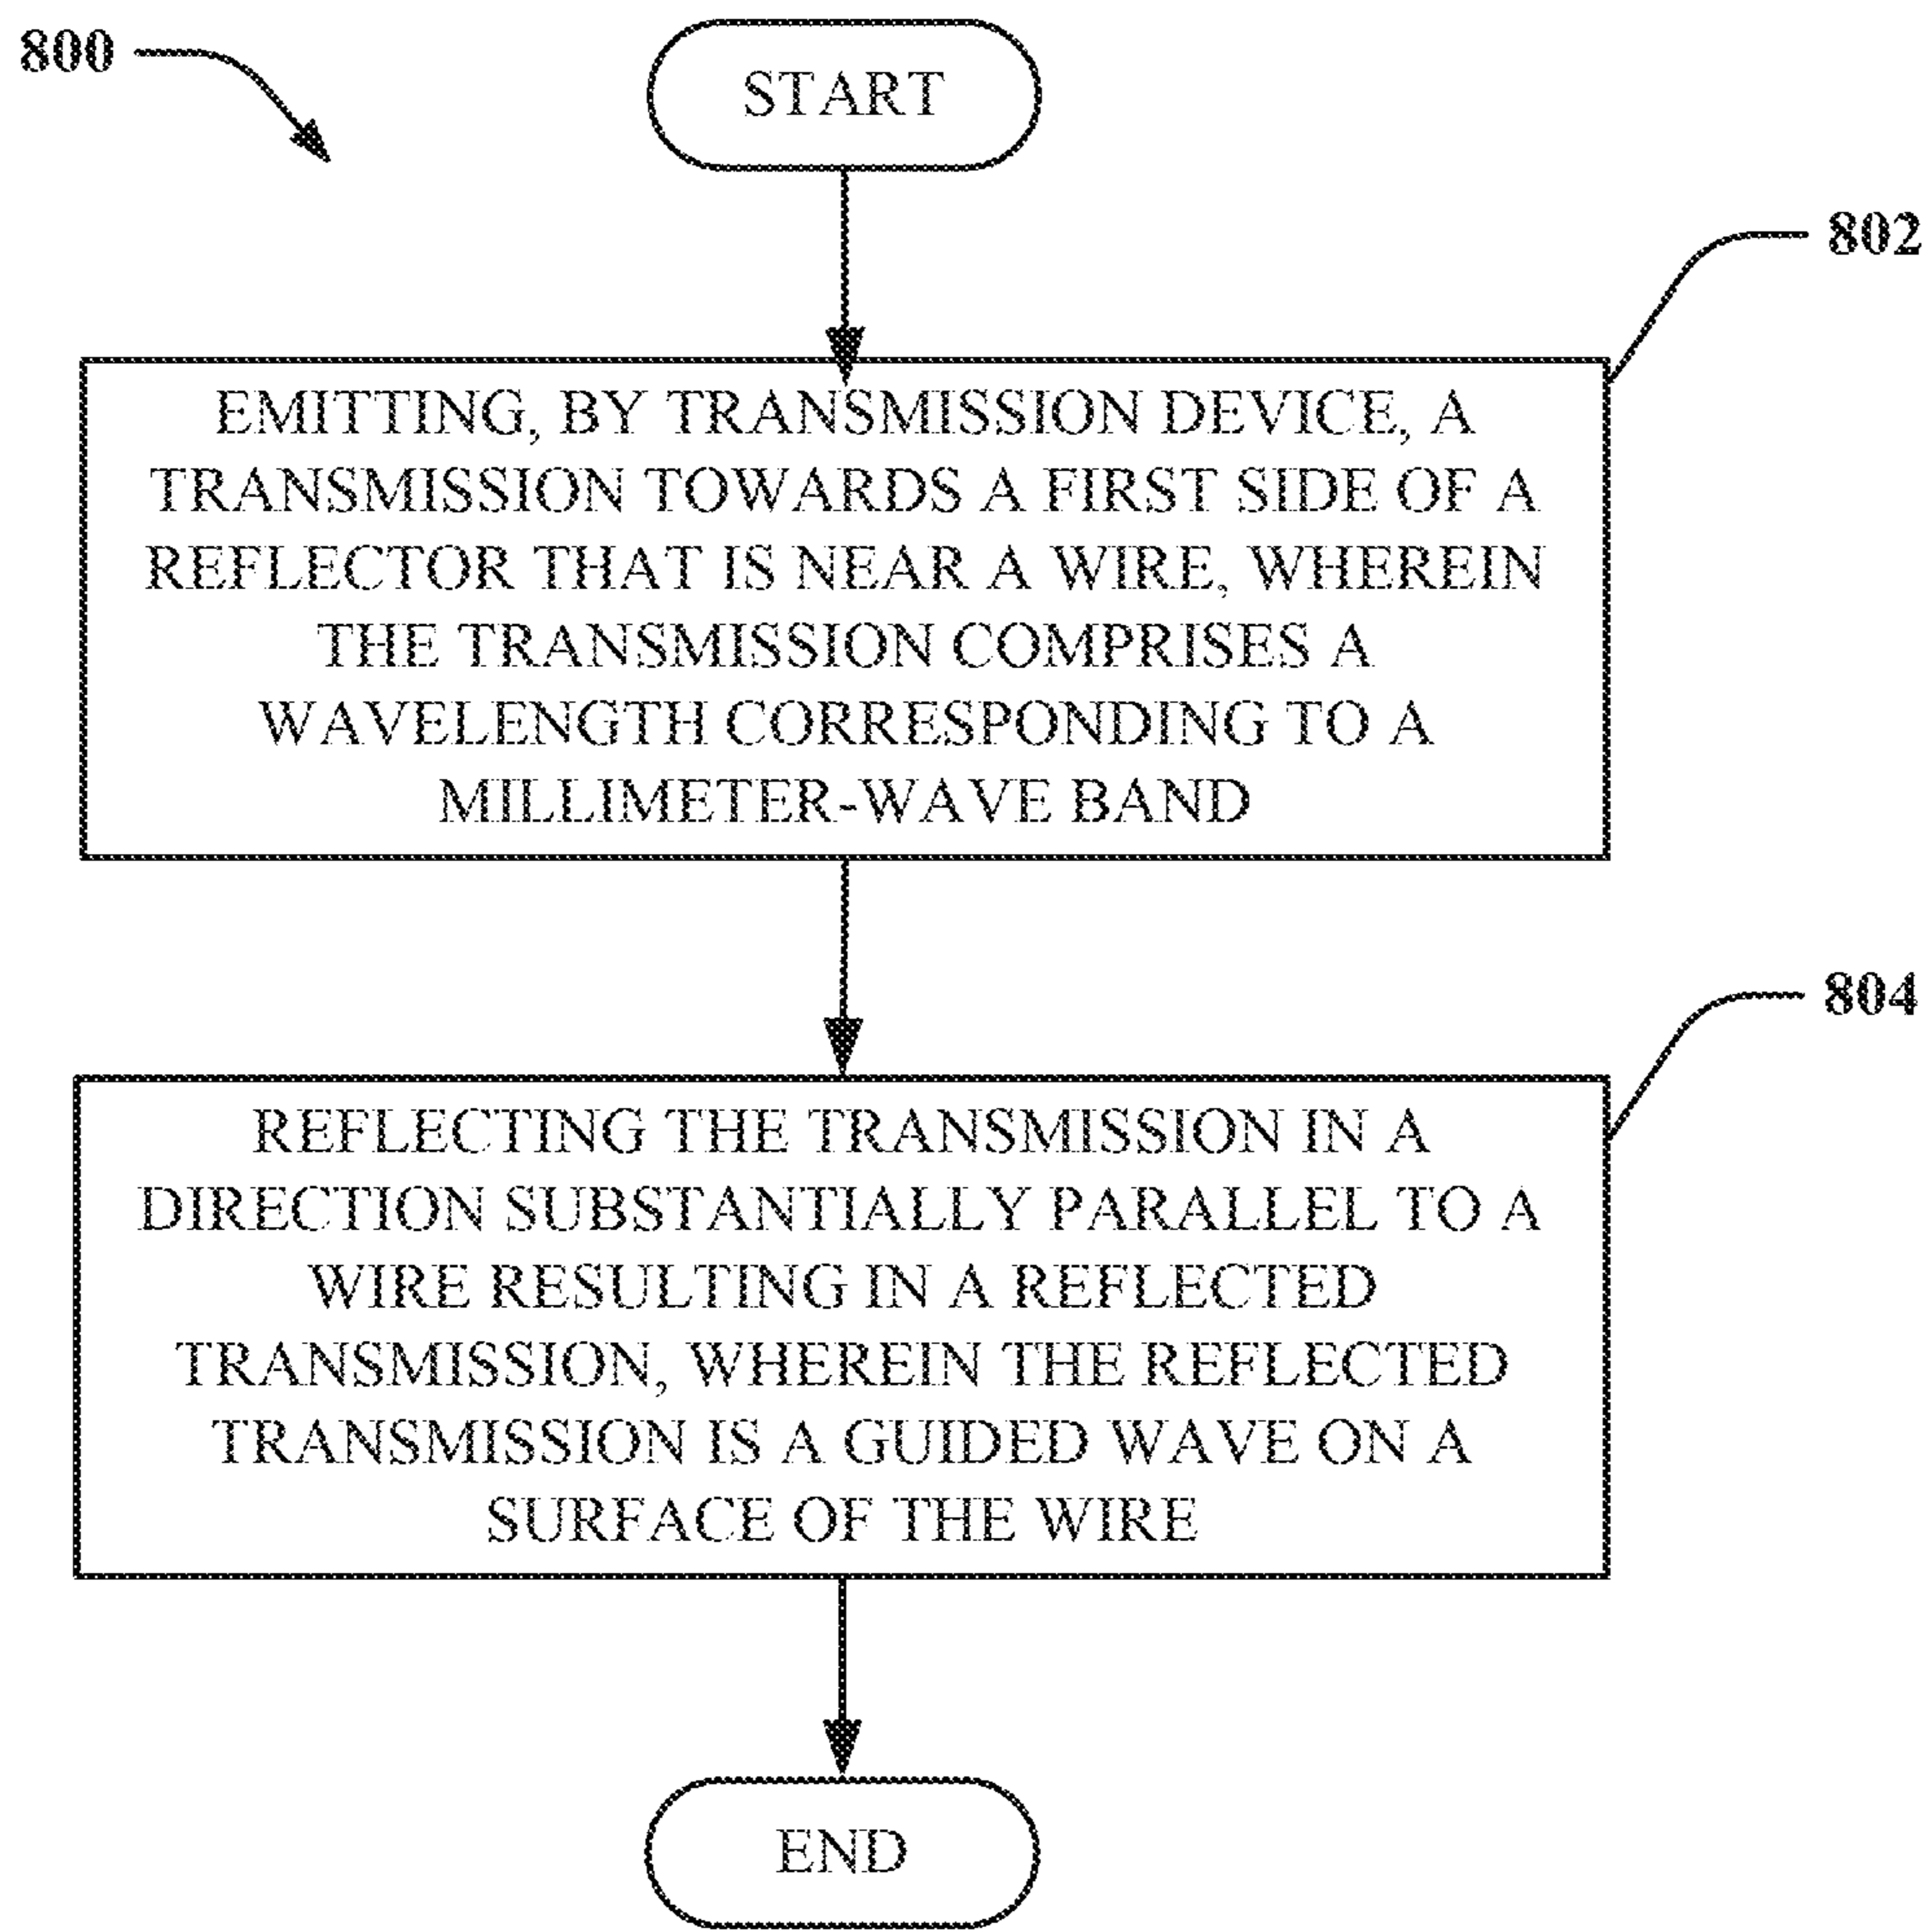 800
START
802
EMITTING, BY TRANSMISSION DEVICE, A
TRANSMISSION TOWARDS A FIRST SIDE OF A
REFLECTOR THAT IS NEAR A WIRE, WHEREIN
THE TRANSMISSION COMPRISES A
WAVELENGTH CORRESPONDING TO A
MILLIMETER-WAVE BAND
804
REFLECTING THE TRANSMISSION IN A
DIRECTION SUBSTANTIALLY PARALLEL TO A
WIRE RESULTING IN A REFLECTED
TRANSMISSION, WHEREIN THE REFLECTED
TRANSMISSION IS A GUIDED WAVE ON A
SURFACE OF THE WIRE
END